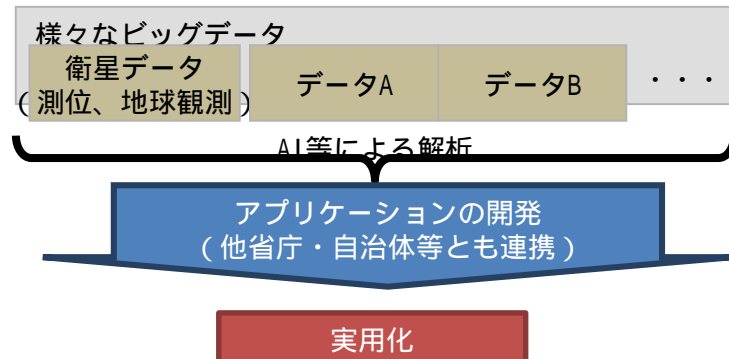 様々なビッグデータ
衛星データ
(測位、地球観測)
データA
データB
・・・
AI等による解析
アプリケーションの開発
(他省庁・自治体等とも連携)
実用化